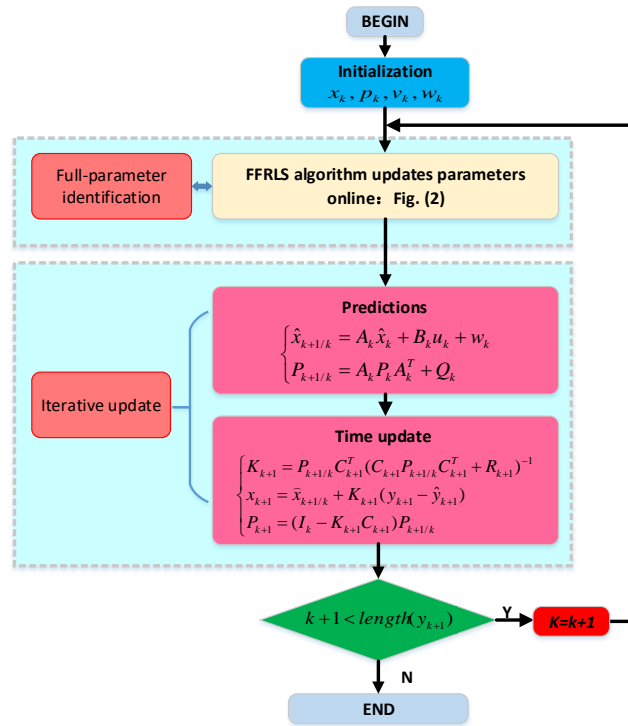 BEGIN
Initialization
x_k , p_k , v_k , w_k
Full-parameter
identification
FFRLS algorithm updates parameters
online：Fig. (2)
Predictions
x̂_{k+1/k} = A_k x̂_k + B_k u_k + w_k
P_{k+1/k} = A_k P_k A_k^T + Q_k
Iterative update
Time update
K_{k+1} = P_{k+1/k} C_{k+1}^T (C_{k+1} P_{k+1/k} C_{k+1}^T + R_{k+1})^{-1}
x_{k+1} = x̄_{k+1/k} + K_{k+1} (y_{k+1} − ŷ_{k+1})
P_{k+1} = (I_k − K_{k+1} C_{k+1}) P_{k+1/k}
k + 1 < length(y_{k+1})
Y
K=k+1
N
END